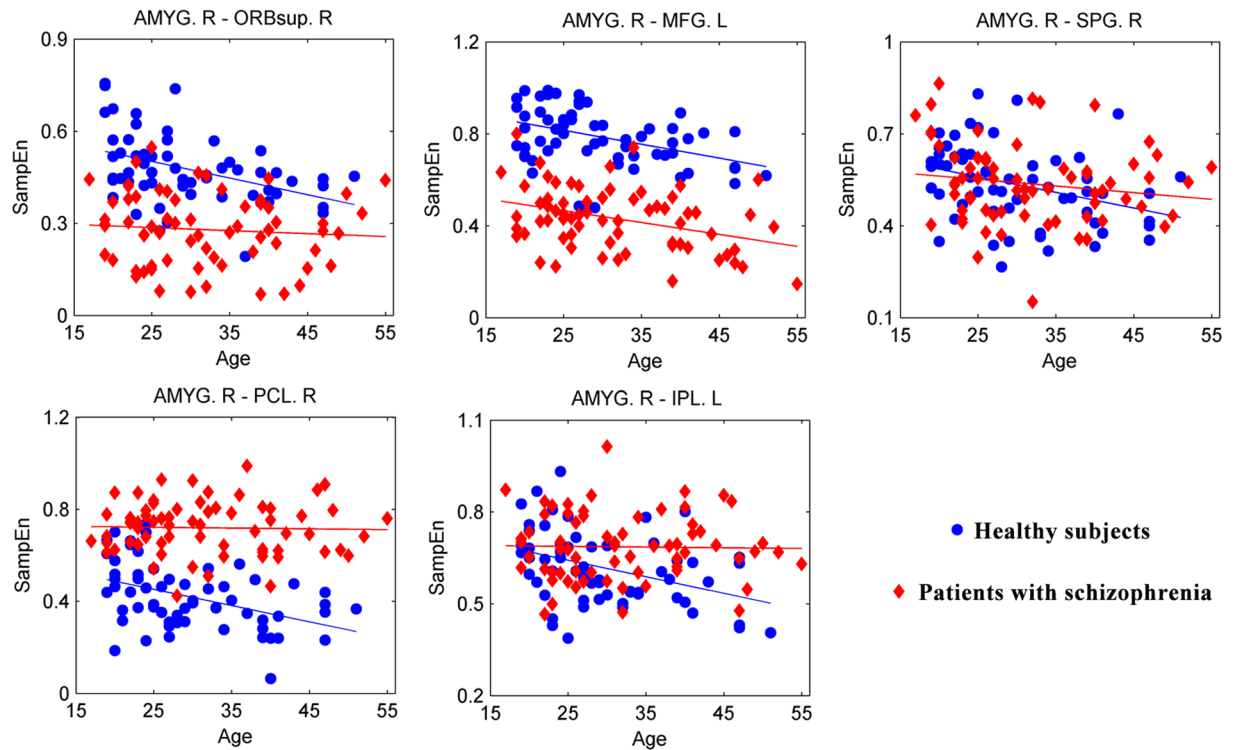 AMYG. R - ORBsup. R
AMYG. R - MFG. L
AMYG. R - SPG. R
0.9
0.6
0.3
0
SampEn
15 25 35 45 55
Age
1.2
0.8
0.4
0
SampEn
15 25 35 45 55
Age
1
0.7
0.4
0.1
SampEn
15 25 35 45 55
Age
AMYG. R - PCL. R
AMYG. R - IPL. L
1.2
0.8
0.4
0
SampEn
15 25 35 45 55
Age
1.1
0.8
0.5
0.2
SampEn
15 25 35 45 55
Age
Healthy subjects
Patients with schizophrenia